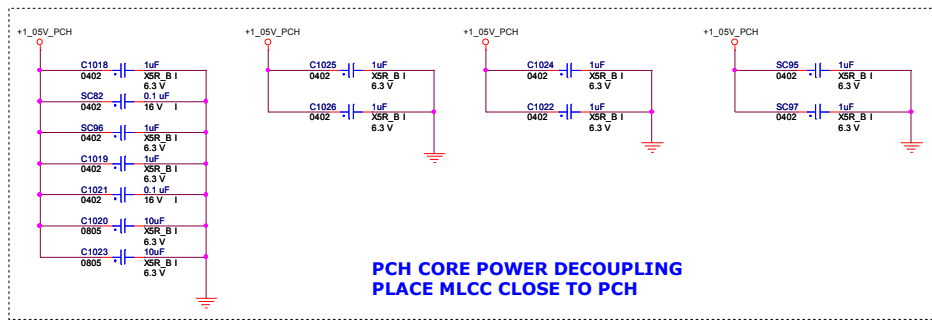 +1_05V_PCH
C1018 1uF
0402 X5R_B I
6.3 V
SC82 0.1 uF
0402 16 V I
SC96 1uF
0402 X5R_B I
6.3 V
C1019 1uF
0402 X5R_B I
6.3 V
C1021 0.1 uF
0402 16 V I
C1020 10uF
0805 X5R_B I
6.3 V
C1023 10uF
0805 X5R_B I
6.3 V
+1_05V_PCH
C1025 1uF
0402 X5R_B I
6.3 V
C1026 1uF
0402 X5R_B I
6.3 V
+1_05V_PCH
C1024 1uF
0402 X5R_B I
6.3 V
C1022 1uF
0402 X5R_B I
6.3 V
+1_05V_PCH
SC95 1uF
0402 X5R_B I
6.3 V
SC97 1uF
0402 X5R_B I
6.3 V
PCH CORE POWER DECOUPLING
PLACE MLCC CLOSE TO PCH